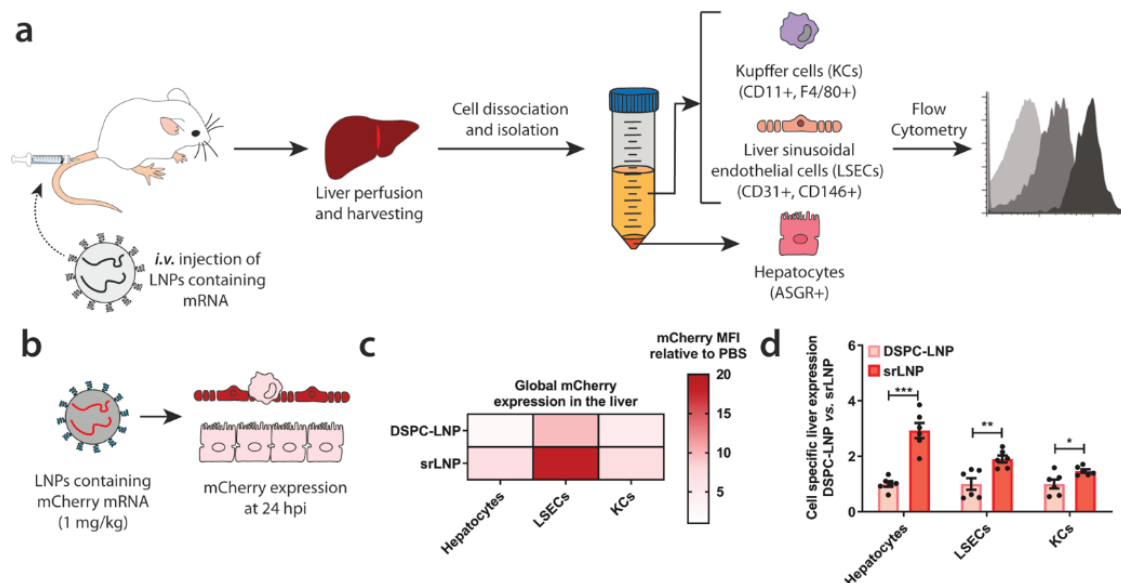 a
i.v. injection of
LNPs containing
mRNA
Liver perfusion
and harvesting
Cell dissociation
and isolation
Kupffer cells (KCs)
(CD11+, F4/80+)
Liver sinusoidal
endothelial cells (LSECs)
(CD31+, CD146+)
Hepatocytes
(ASGR+)
Flow
Cytometry
b
LNPs containing
mCherry mRNA
(1 mg/kg)
mCherry expression
at 24 hpi
c
mCherry MFI
relative to PBS
Global mCherry
expression in the liver
DSPC-LNP
srLNP
Hepatocytes
LSECs
KCs
20
15
10
5
d
Cell specific liver expression
DSPC-LNP vs. srLNP
6
4
2
0
DSPC-LNP
srLNP
***
**
*
Hepatocytes
LSECs
KCs